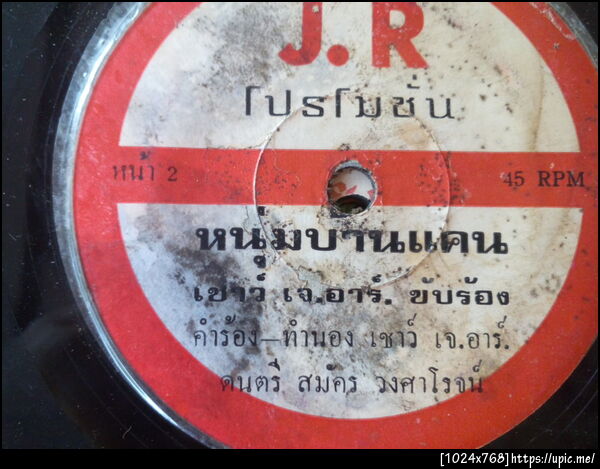 J.R
โปรโมชั่น
หน้า 2 45 RPM
หนุ่มบานแคน
เชาว์ เจ.อาร์. ขับร้อง
คำร้อง–ทำนอง เชาว์ เจ.อาร์.
ดนตรี สมัคร วงศาโรจน์
[1024x768]https://upic.me/